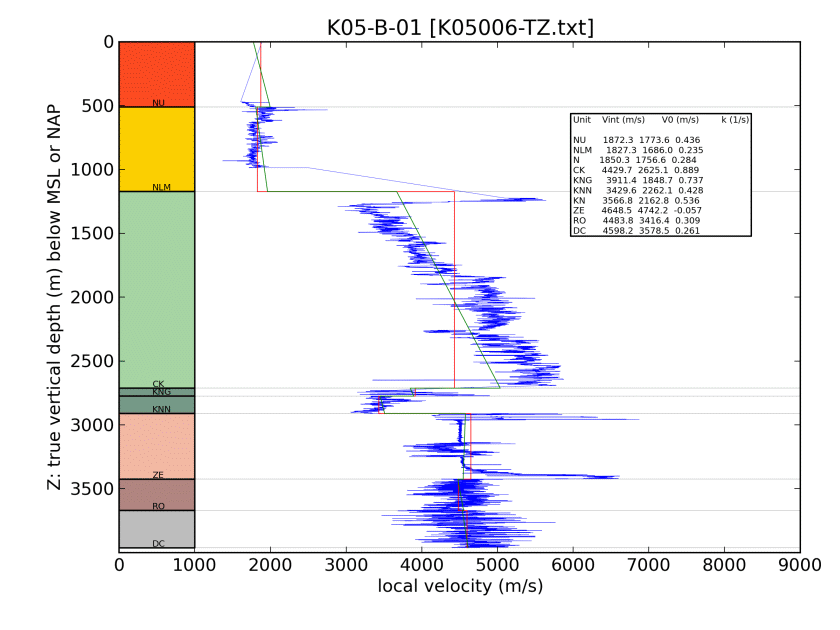 K05-B-01 [K05006-TZ.txt]
Z: true vertical depth (m) below MSL or NAP
0
500
1000
1500
2000
2500
3000
3500
NU
NLM
CK
KNG
KNN
ZE
RO
DC
Unit Vint (m/s) V0 (m/s) k (1/s)
NU 1872.3 1773.6 0.436
NLM 1827.3 1686.0 0.235
N 1850.3 1756.6 0.284
CK 4429.7 2625.1 0.889
KNG 3911.4 1848.7 0.737
KNN 3429.6 2262.1 0.428
KN 3566.8 2162.8 0.536
ZE 4648.5 4742.2 -0.057
RO 4483.8 3416.4 0.309
DC 4598.2 3578.5 0.261
0 1000 2000 3000 4000 5000 6000 7000 8000 9000
local velocity (m/s)